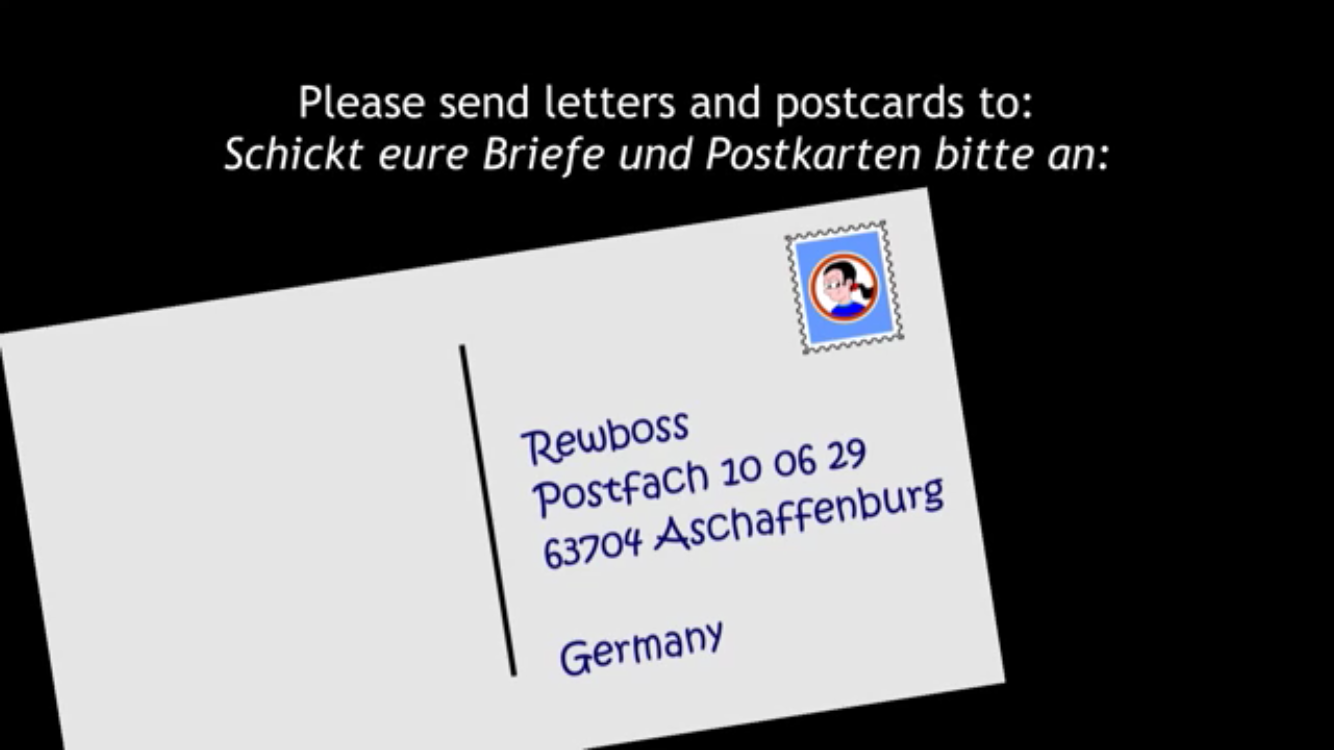 Please send letters and postcards to:
Schickt eure Briefe und Postkarten bitte an:
Rewboss
Postfach 10 06 29
63704 Aschaffenburg
Germany